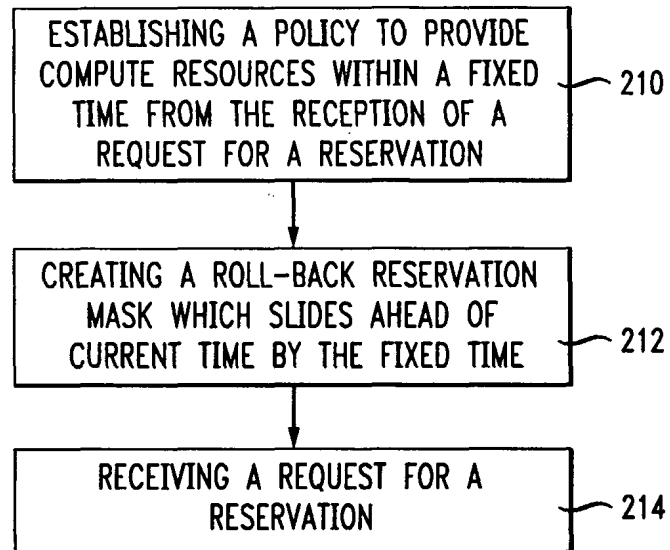 ESTABLISHING A POLICY TO PROVIDE
COMPUTE RESOURCES WITHIN A FIXED
TIME FROM THE RECEPTION OF A
REQUEST FOR A RESERVATION
210
CREATING A ROLL-BACK RESERVATION
MASK WHICH SLIDES AHEAD OF
CURRENT TIME BY THE FIXED TIME
212
RECEIVING A REQUEST FOR A
RESERVATION
214